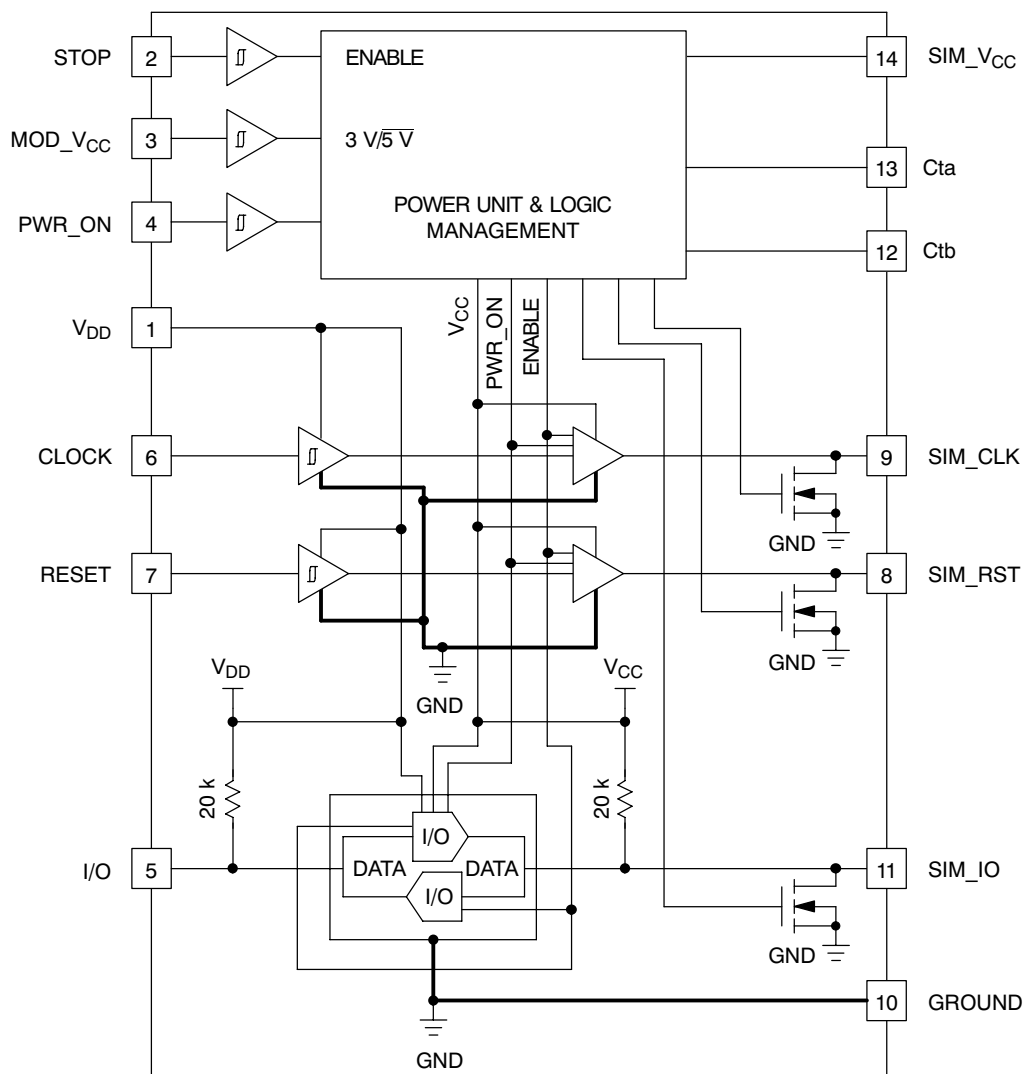 STOP 2 ENABLE 14 SIM_VCC
MOD_VCC 3 3 V/5 V 13 Cta
PWR_ON 4 POWER UNIT & LOGIC
MANAGEMENT 12 Ctb
VDD 1 VCC PWR_ON ENABLE
CLOCK 6 9 SIM_CLK
GND
RESET 7 8 SIM_RST
GND
VDD GND VCC
20 k 20 k
I/O
I/O 5 DATA DATA 11 SIM_IO
I/O
GND
10 GROUND
GND